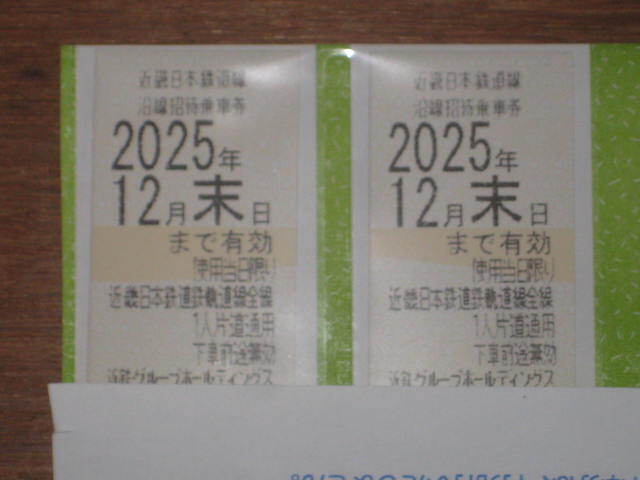 近畿日本鉄道線
沿線招待乗車券
2025年
12月末日
まで有効
使用当日限り
近畿日本鉄道鉄軌道線全線
1人片道通用
下車前途無効
近鉄グループホールディングス
近畿日本鉄道線
沿線招待乗車券
2025年
12月末日
まで有効
使用当日限り
近畿日本鉄道鉄軌道線全線
1人片道通用
下車前途無効
近鉄グループホールディングス